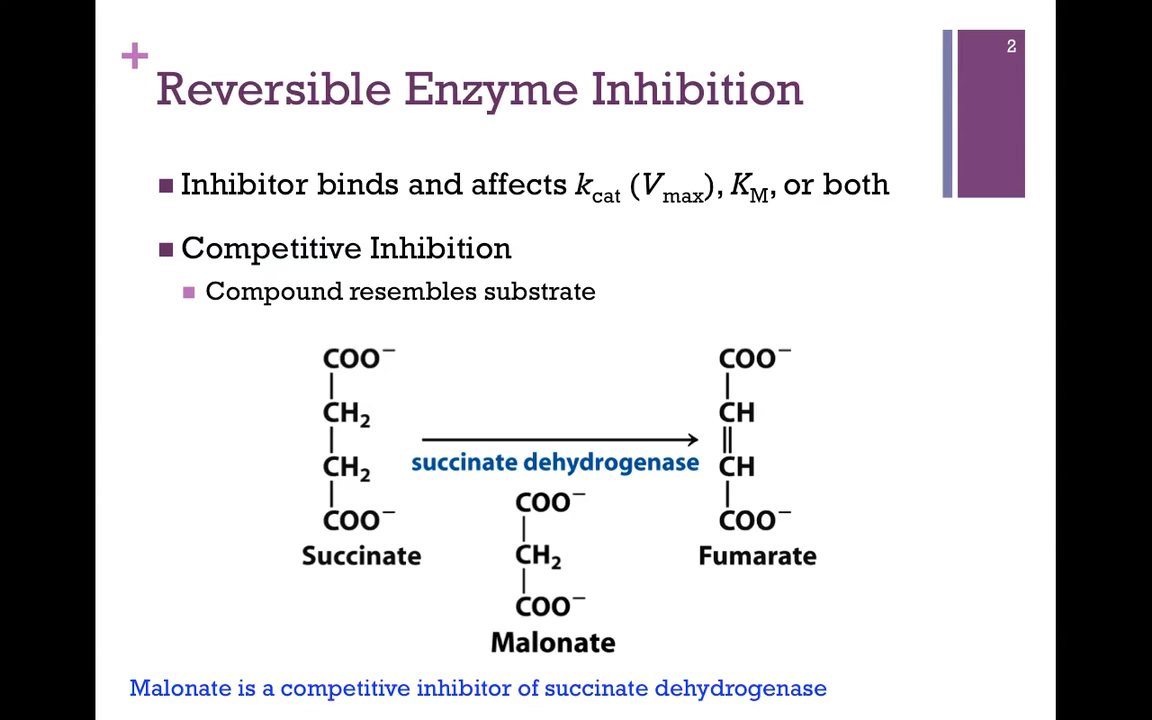 2
+
Reversible Enzyme Inhibition
Inhibitor binds and affects kcat (Vmax), KM, or both
Competitive Inhibition
Compound resembles substrate
COO−
CH2
CH2
COO−
Succinate
succinate dehydrogenase
COO−
CH2
COO−
Malonate
COO−
CH
CH
COO−
Fumarate
Malonate is a competitive inhibitor of succinate dehydrogenase